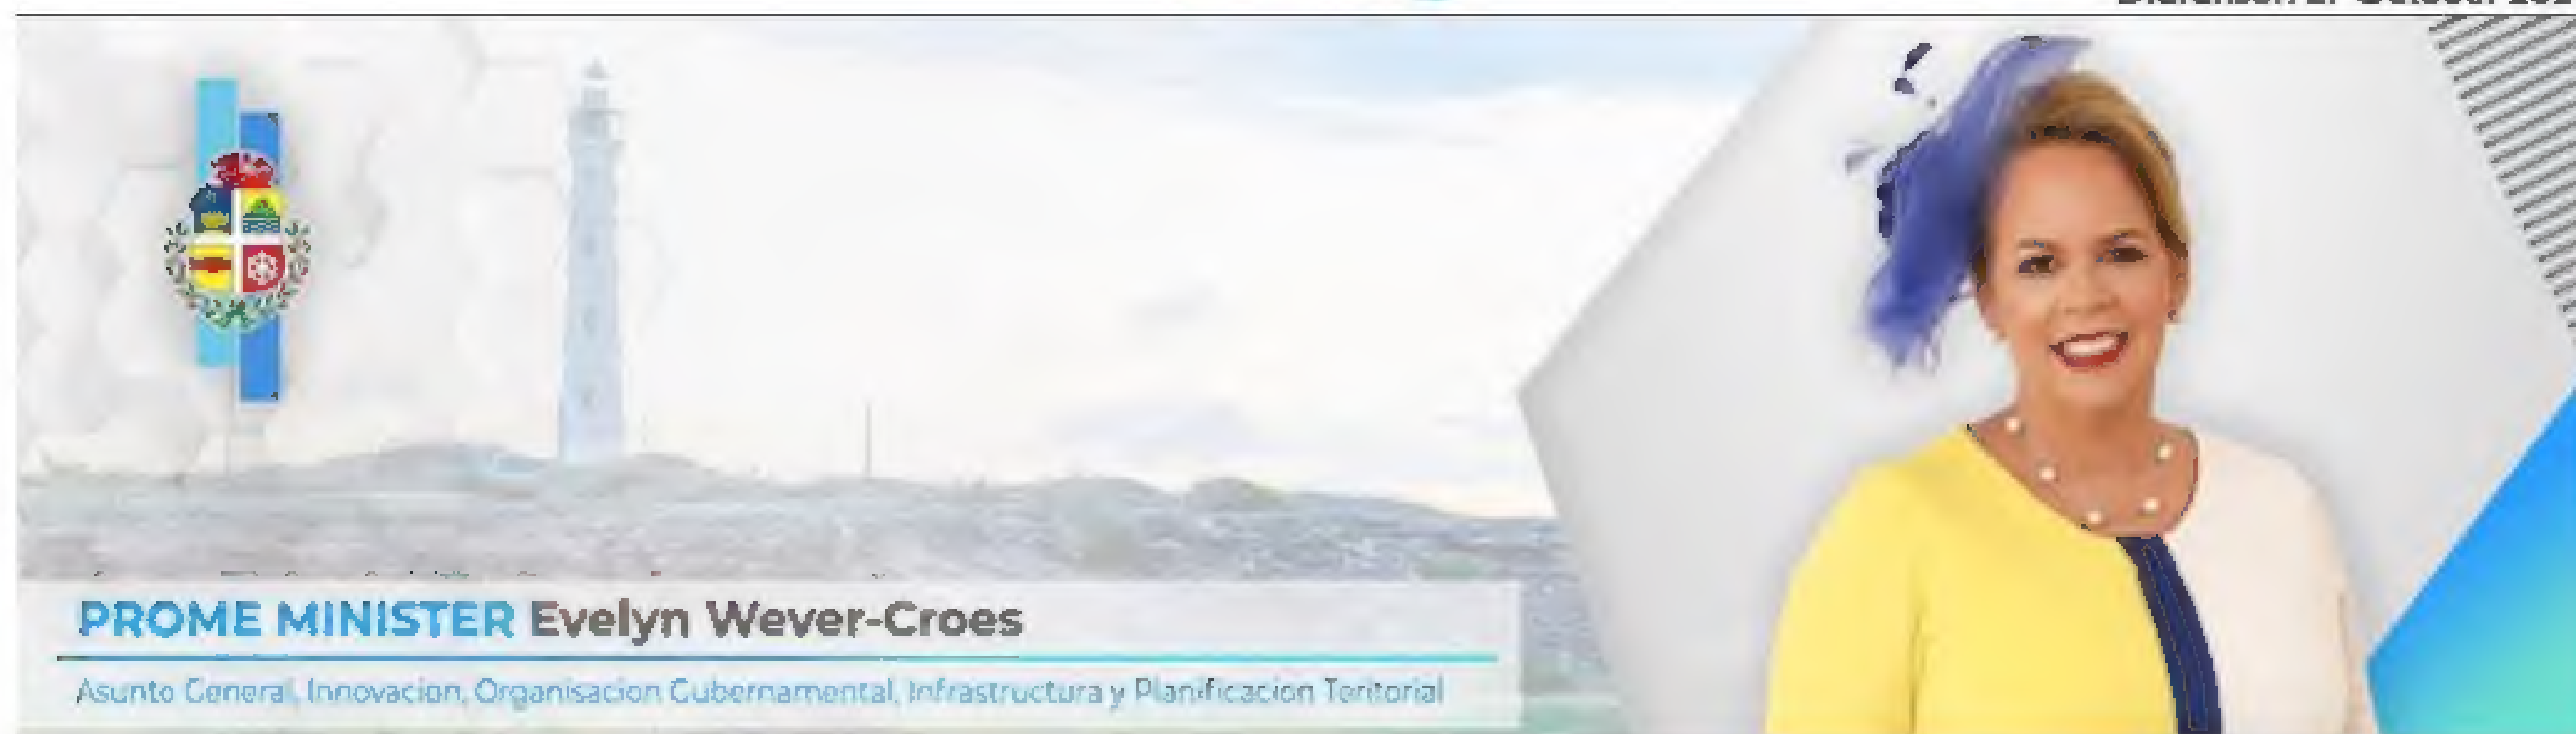 PROME MINISTER Evelyn Wever-Croes
Asunto General, Innovacion, Organisacion Gubernamental, Infrastructura y Planificacion Teritorial